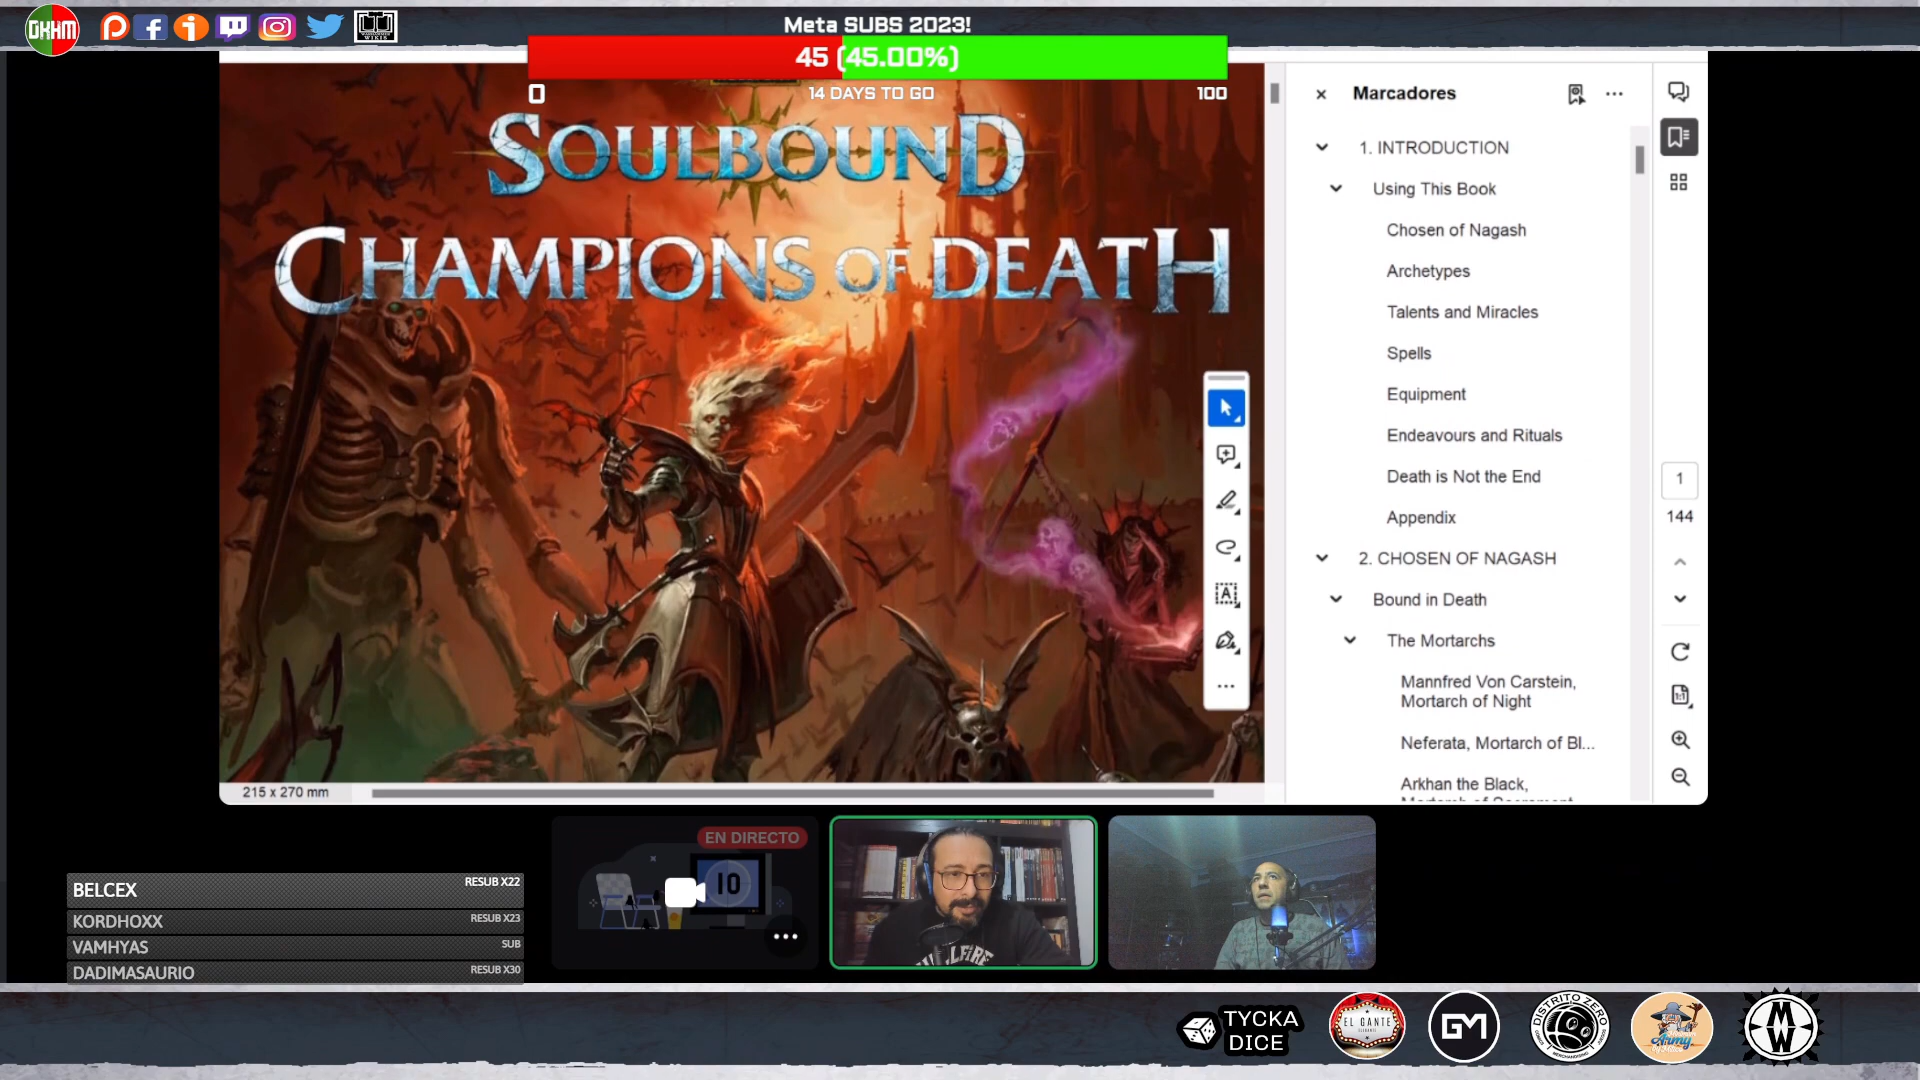 DKHM
Meta SUBS 2023!
45 (45.00%)
0
14 DAYS TO GO
100
SOULBOUND
CHAMPIONS OF DEATH
215 x 270 mm
Marcadores
1. INTRODUCTION
Using This Book
Chosen of Nagash
Archetypes
Talents and Miracles
Spells
Equipment
Endeavours and Rituals
Death is Not the End
Appendix
2. CHOSEN OF NAGASH
Bound in Death
The Mortarchs
Mannfred Von Carstein,
Mortarch of Night
Neferata, Mortarch of Bl...
Arkhan the Black,
1
144
EN DIRECTO
10
BELCEX RESUB X22
KORDHOXX RESUB X23
VAMHYAS SUB
DADIMASAURIO RESUB X30
TYCKA
DICE
EL GANTE
GM
DISTRITO ZERO
Army
MW